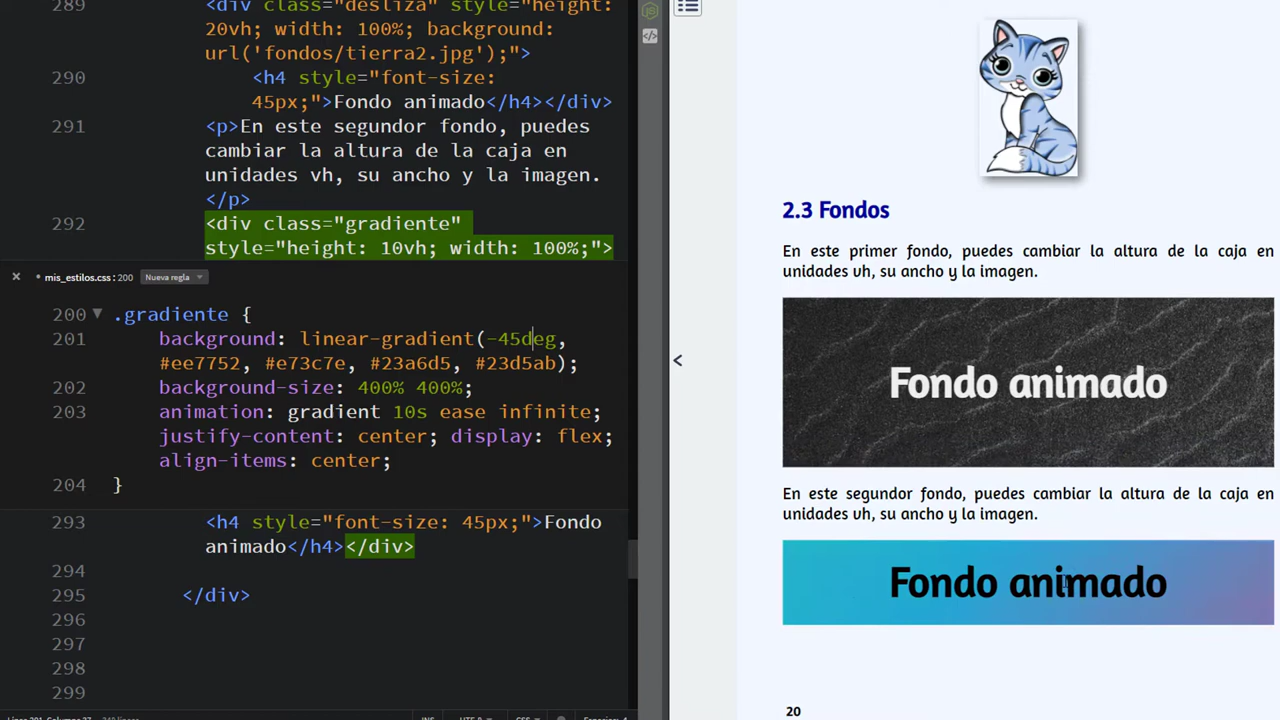 289 <div class="desliza" style="height:
20vh; width: 100%; background:
url('fondos/tierra2.jpg');">
290 <h4 style="font-size:
45px;">Fondo animado</h4></div>
291 <p>En este segundor fondo, puedes
cambiar la altura de la caja en
unidades vh, su ancho y la imagen.
</p>
292 <div class="gradiente"
style="height: 10vh; width: 100%;">
mis_estilos.css : 200 Nueva regla
200 .gradiente {
201 background: linear-gradient(-45deg,
#ee7752, #e73c7e, #23a6d5, #23d5ab);
202 background-size: 400% 400%;
203 animation: gradient 10s ease infinite;
justify-content: center; display: flex;
align-items: center;
204 }
293 <h4 style="font-size: 45px;">Fondo
animado</h4></div>
294
295 </div>
296
297
298
299
2.3 Fondos
En este primer fondo, puedes cambiar la altura de la caja en
unidades vh, su ancho y la imagen.
Fondo animado
En este segundor fondo, puedes cambiar la altura de la caja en
unidades vh, su ancho y la imagen.
Fondo animado
20